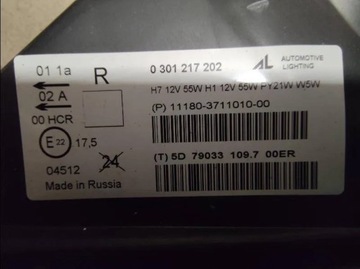 01 1a
R
0 301 217 202
AL AUTOMOTIVE LIGHTING
02 A
H7 12V 55W H1 12V 55W PY21W W5W
(P) 11180-3711010-00
00 HCR
E 22 17,5
(T) 5D 79033 109.7 00ER
04512
24
Made in Russia